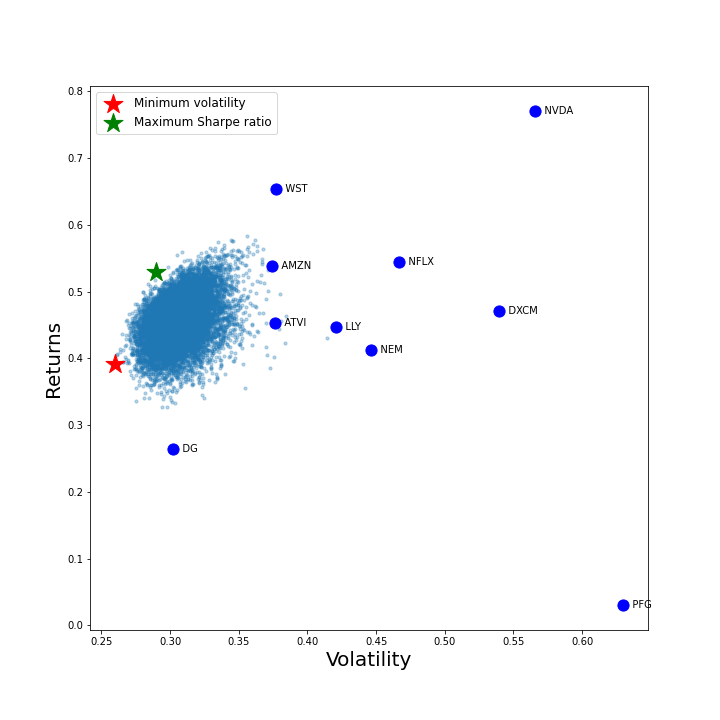 Minimum volatility
Maximum Sharpe ratio
0.8
NVDA
0.7
WST
0.6
AMZN
NFLX
0.5
DXCM
ATVI
LLY
NEM
0.4
0.3
DG
0.2
0.1
PFG
0.0
Returns
0.25 0.30 0.35 0.40 0.45 0.50 0.55 0.60
Volatility